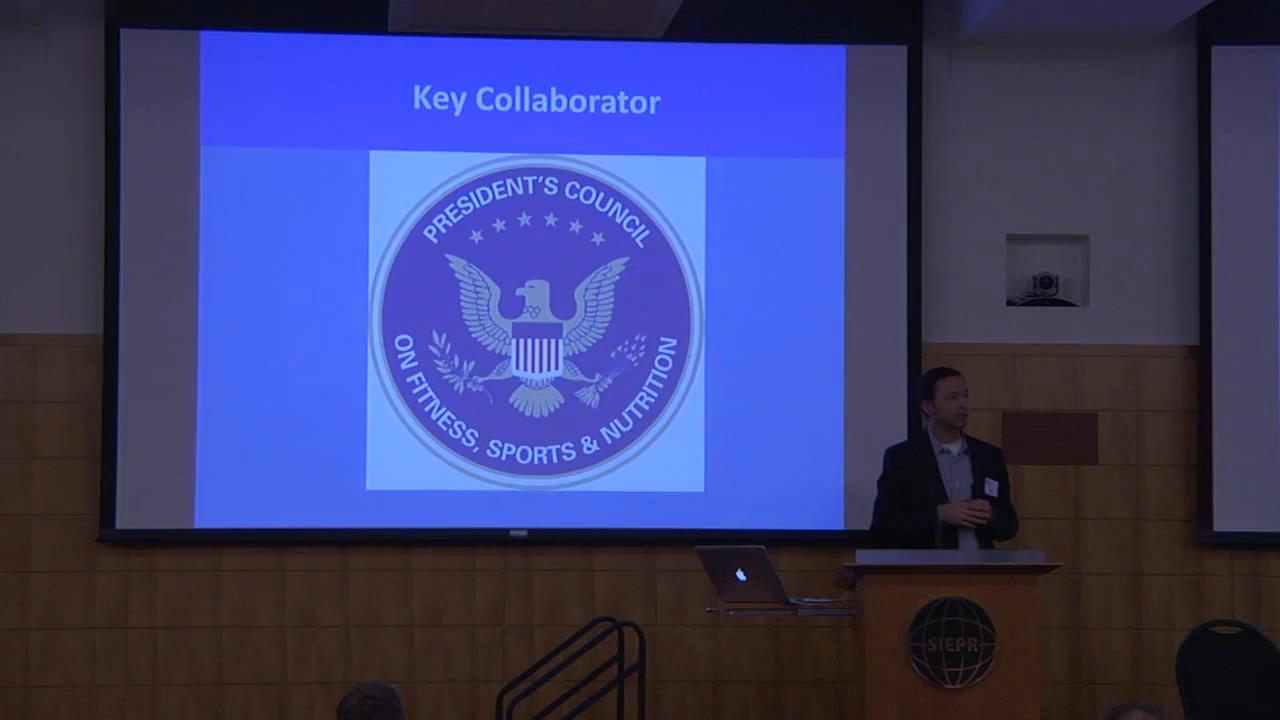 Key Collaborator
PRESIDENT'S COUNCIL
ON FITNESS, SPORTS & NUTRITION
SIEPR